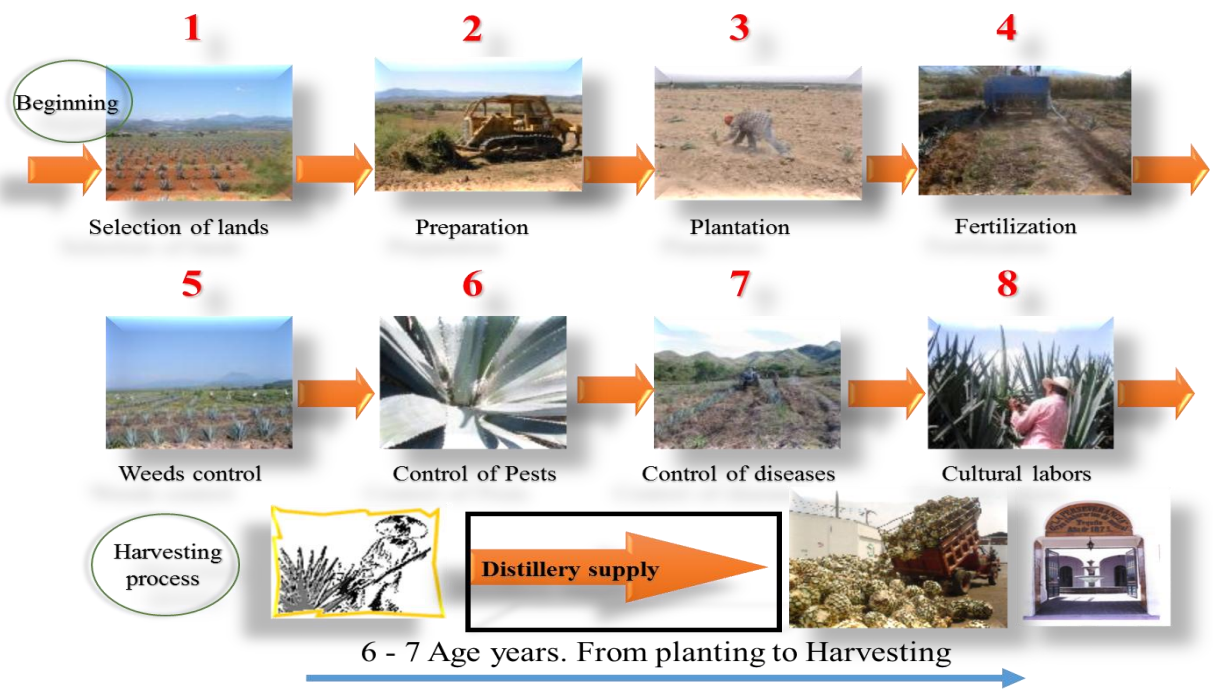 1
2
3
4
Beginning
Selection of lands
Preparation
Plantation
Fertilization
5
6
7
8
Weeds control
Control of Pests
Control of diseases
Cultural labors
Harvesting
process
Distillery supply
6 - 7 Age years. From planting to Harvesting